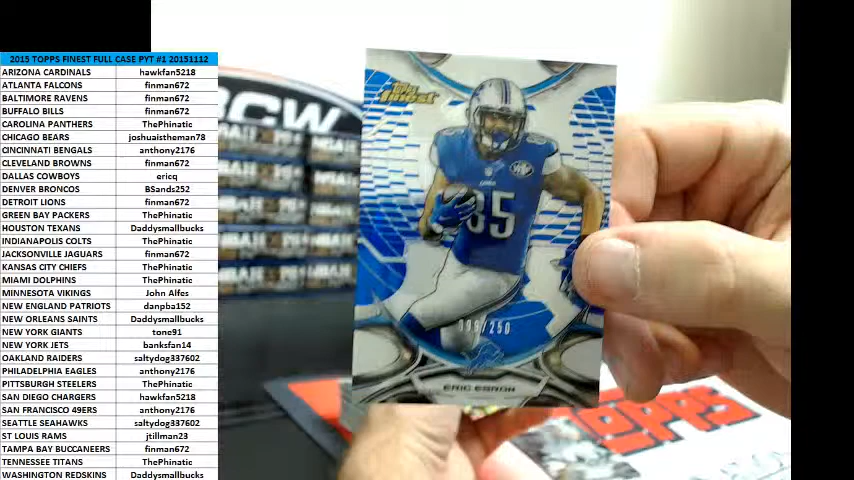 2015 TOPPS FINEST FULL CASE PYT #1 20151112
ARIZONA CARDINALS hawkfan5218
ATLANTA FALCONS finman672
BALTIMORE RAVENS finman672
BUFFALO BILLS finman672
CAROLINA PANTHERS ThePhinatic
CHICAGO BEARS joshuaistheman78
CINCINNATI BENGALS anthony2176
CLEVELAND BROWNS finman672
DALLAS COWBOYS ericq
DENVER BRONCOS BSands252
DETROIT LIONS finman672
GREEN BAY PACKERS ThePhinatic
HOUSTON TEXANS Daddysmallbucks
INDIANAPOLIS COLTS ThePhinatic
JACKSONVILLE JAGUARS finman672
KANSAS CITY CHIEFS ThePhinatic
MIAMI DOLPHINS ThePhinatic
MINNESOTA VIKINGS John Alfes
NEW ENGLAND PATRIOTS danpba152
NEW ORLEANS SAINTS Daddysmallbucks
NEW YORK GIANTS tone91
NEW YORK JETS banksfan14
OAKLAND RAIDERS saltydog337602
PHILADELPHIA EAGLES anthony2176
PITTSBURGH STEELERS ThePhinatic
SAN DIEGO CHARGERS hawkfan5218
SAN FRANCISCO 49ERS anthony2176
SEATTLE SEAHAWKS saltydog337602
ST LOUIS RAMS jtillman23
TAMPA BAY BUCCANEERS finman672
TENNESSEE TITANS ThePhinatic
WASHINGTON REDSKINS Daddysmallbucks
Topps
finest
85
85
099/250
ERIC EBRON
TOPPS